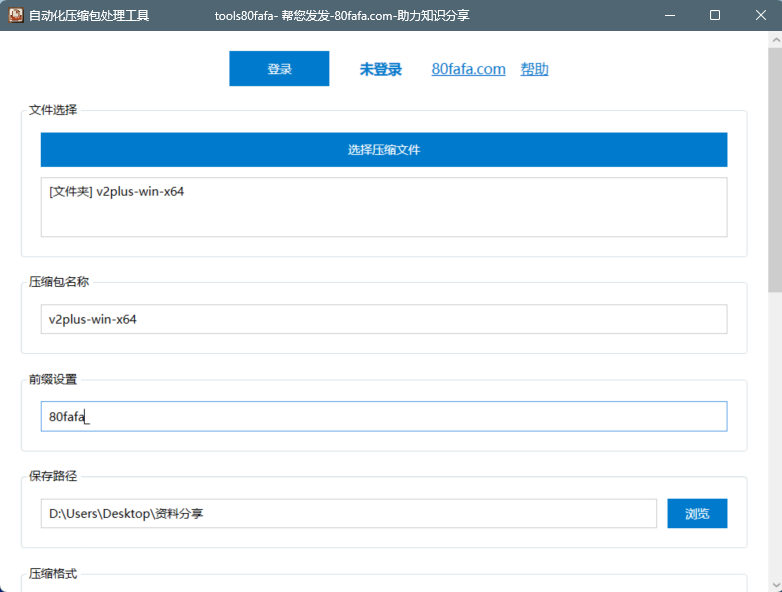 自动化压缩包处理工具 tools80fafa- 帮您发发-80fafa.com-助力知识分享
登录 未登录 80fafa.com 帮助
文件选择
选择压缩文件
[文件夹] v2plus-win-x64
压缩包名称
v2plus-win-x64
前缀设置
80fafa_
保存路径
D:\Users\Desktop\资料分享 浏览
压缩格式